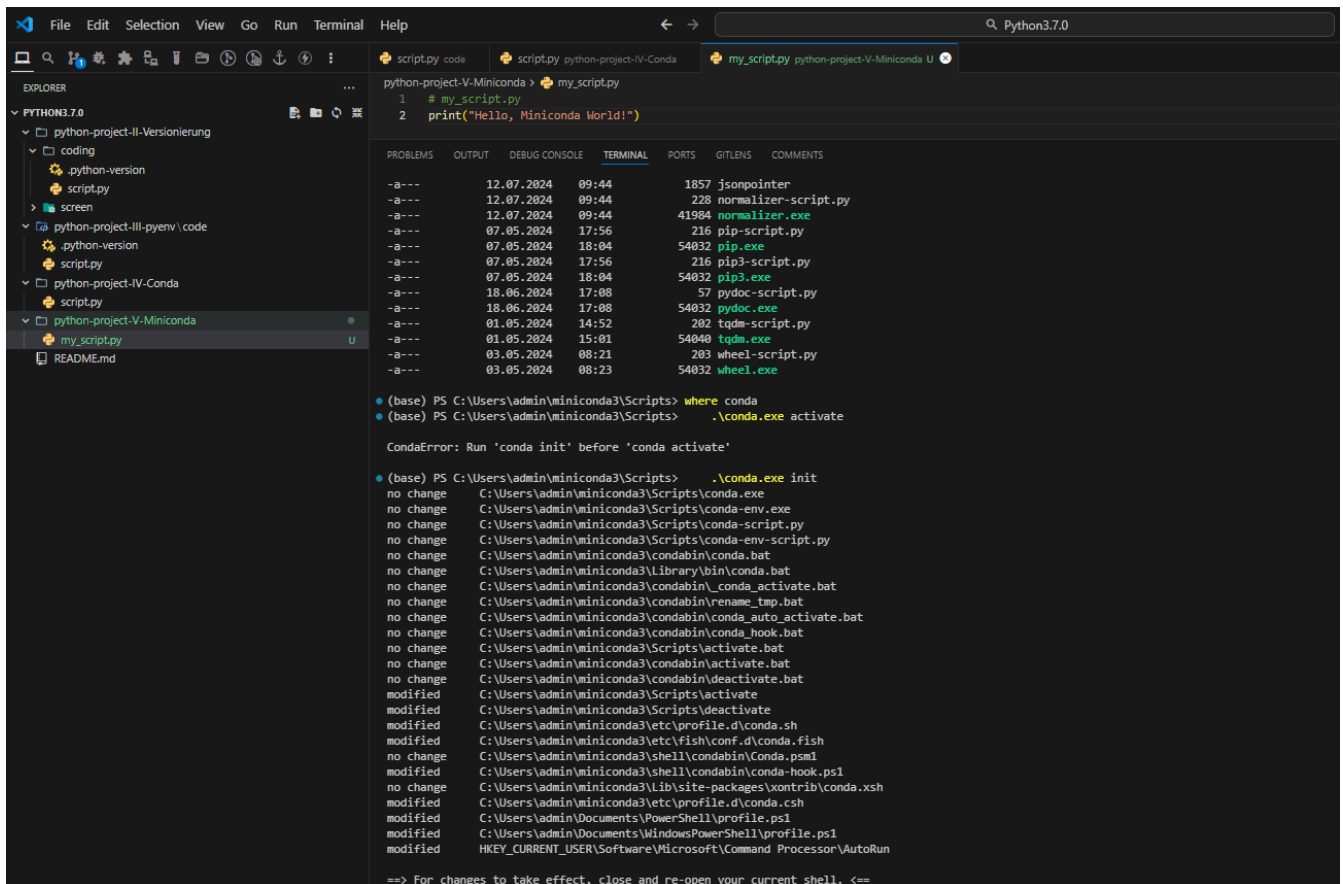 File Edit Selection View Go Run Terminal Help
Python3.7.0
1
EXPLORER
PYTHON3.7.0
python-project-II-Versionierung
coding
.python-version
script.py
screen
python-project-III-pyenv\code
.python-version
script.py
python-project-IV-Conda
script.py
python-project-V-Miniconda
my_script.py U
README.md
script.py code
script.py python-project-IV-Conda
my_script.py python-project-V-Miniconda U
python-project-V-Miniconda > my_script.py
1 # my_script.py
2 print("Hello, Miniconda World!")
PROBLEMS OUTPUT DEBUG CONSOLE TERMINAL PORTS GITLENS COMMENTS
-a--- 12.07.2024 09:44 1857 jsonpointer
-a--- 12.07.2024 09:44 228 normalizer-script.py
-a--- 12.07.2024 09:44 41984 normalizer.exe
-a--- 07.05.2024 17:56 216 pip-script.py
-a--- 07.05.2024 18:04 54032 pip.exe
-a--- 07.05.2024 17:56 216 pip3-script.py
-a--- 07.05.2024 18:04 54032 pip3.exe
-a--- 18.06.2024 17:08 57 pydoc-script.py
-a--- 18.06.2024 17:08 54032 pydoc.exe
-a--- 01.05.2024 14:52 202 tqdm-script.py
-a--- 01.05.2024 15:01 54040 tqdm.exe
-a--- 03.05.2024 08:21 203 wheel-script.py
-a--- 03.05.2024 08:23 54032 wheel.exe
(base) PS C:\Users\admin\miniconda3\Scripts> where conda
(base) PS C:\Users\admin\miniconda3\Scripts> .\conda.exe activate
CondaError: Run 'conda init' before 'conda activate'
(base) PS C:\Users\admin\miniconda3\Scripts> .\conda.exe init
no change C:\Users\admin\miniconda3\Scripts\conda.exe
no change C:\Users\admin\miniconda3\Scripts\conda-env.exe
no change C:\Users\admin\miniconda3\Scripts\conda-script.py
no change C:\Users\admin\miniconda3\Scripts\conda-env-script.py
no change C:\Users\admin\miniconda3\condabin\conda.bat
no change C:\Users\admin\miniconda3\Library\bin\conda.bat
no change C:\Users\admin\miniconda3\condabin\_conda_activate.bat
no change C:\Users\admin\miniconda3\condabin\rename_tmp.bat
no change C:\Users\admin\miniconda3\condabin\conda_auto_activate.bat
no change C:\Users\admin\miniconda3\condabin\conda_hook.bat
no change C:\Users\admin\miniconda3\Scripts\activate.bat
no change C:\Users\admin\miniconda3\condabin\activate.bat
no change C:\Users\admin\miniconda3\condabin\deactivate.bat
modified C:\Users\admin\miniconda3\Scripts\activate
modified C:\Users\admin\miniconda3\Scripts\deactivate
modified C:\Users\admin\miniconda3\etc\profile.d\conda.sh
modified C:\Users\admin\miniconda3\etc\fish\conf.d\conda.fish
no change C:\Users\admin\miniconda3\shell\condabin\Conda.psm1
modified C:\Users\admin\miniconda3\shell\condabin\conda-hook.ps1
no change C:\Users\admin\miniconda3\Lib\site-packages\xontrib\conda.xsh
modified C:\Users\admin\miniconda3\etc\profile.d\conda.csh
modified C:\Users\admin\Documents\PowerShell\profile.ps1
modified C:\Users\admin\Documents\WindowsPowerShell\profile.ps1
modified HKEY_CURRENT_USER\Software\Microsoft\Command Processor\AutoRun
==> For changes to take effect, close and re-open your current shell. <==